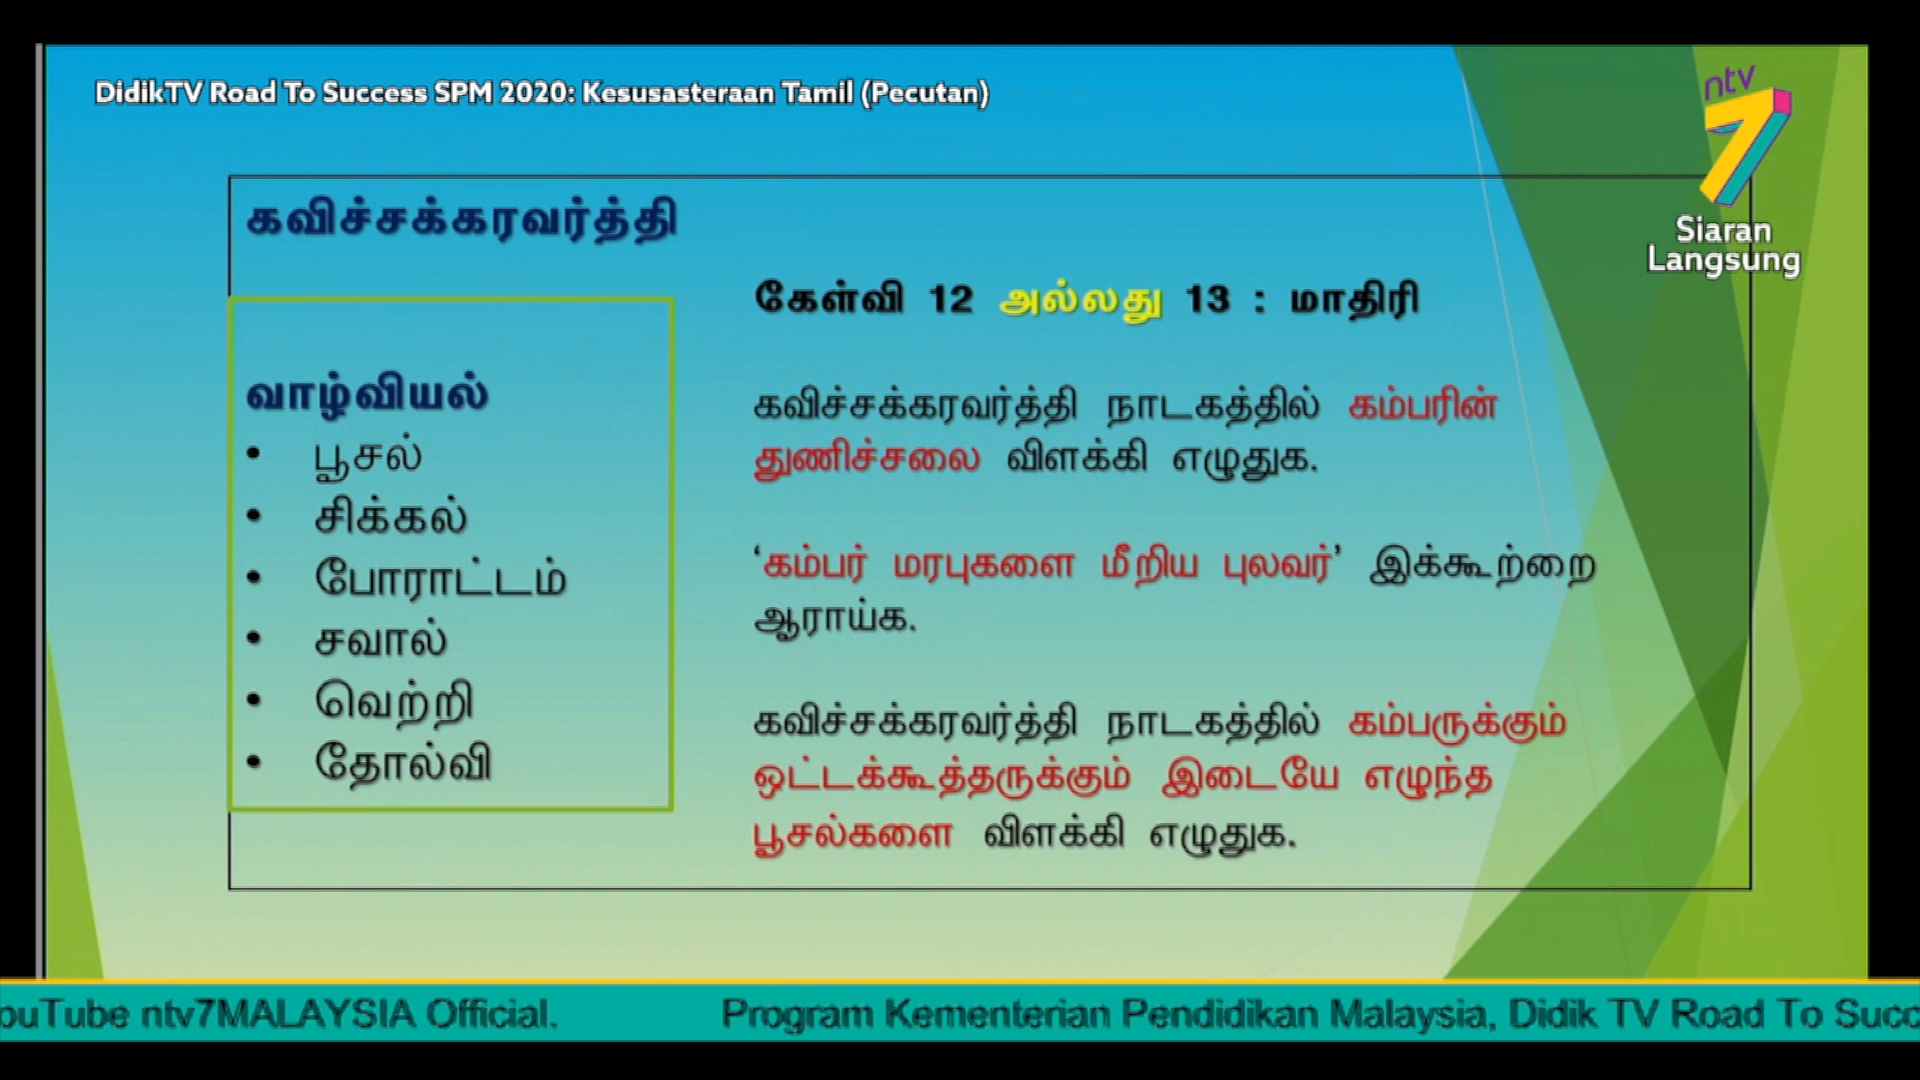 DidikTV Road To Success SPM 2020: Kesusasteraan Tamil (Pecutan)
ntv
7
Siaran
Langsung
கவிச்சக்கரவர்த்தி
வாழ்வியல்
• பூசல்
• சிக்கல்
• போராட்டம்
• சவால்
• வெற்றி
• தோல்வி
கேள்வி 12 அல்லது 13 : மாதிரி
கவிச்சக்கரவர்த்தி நாடகத்தில் கம்பரின்
துணிச்சலை விளக்கி எழுதுக.
‘கம்பர் மரபுகளை மீறிய புலவர்’ இக்கூற்றை
ஆராய்க.
கவிச்சக்கரவர்த்தி நாடகத்தில் கம்பருக்கும்
ஒட்டக்கூத்தருக்கும் இடையே எழுந்த
பூசல்களை விளக்கி எழுதுக.
ouTube ntv7MALAYSIA Official. Program Kementerian Pendidikan Malaysia, Didik TV Road To Succ